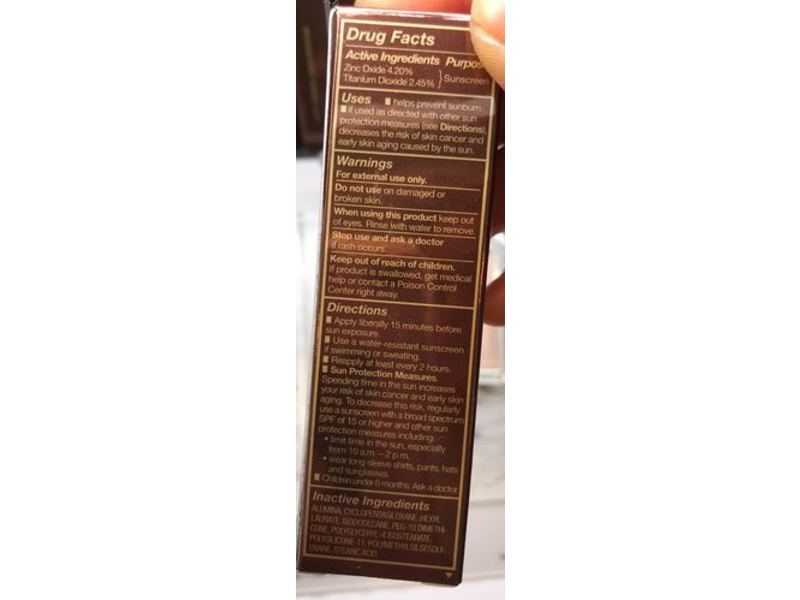 Drug Facts
Active Ingredients Purpos
Zinc Oxide 4.20%
Titanium Dioxide 2.45% } Sunscreen
Uses ■ helps prevent sunburn
■ if used as directed with other sun
protection measures (see Directions),
decreases the risk of skin cancer and
early skin aging caused by the sun.
Warnings
For external use only.
Do not use on damaged or
broken skin.
When using this product keep out
of eyes. Rinse with water to remove.
Stop use and ask a doctor
if rash occurs
Keep out of reach of children.
If product is swallowed, get medical
help or contact a Poison Control
Center right away.
Directions
■ Apply liberally 15 minutes before
sun exposure.
■ Use a water-resistant sunscreen
if swimming or sweating.
■ Reapply at least every 2 hours.
■ Sun Protection Measures.
Spending time in the sun increases
your risk of skin cancer and early skin
aging. To decrease this risk, regularly
use a sunscreen with a broad spectrum
SPF of 15 or higher and other sun
protection measures including:
• limit time in the sun, especially
from 10 a.m. – 2 p.m.
• wear long-sleeve shirts, pants, hats
and sunglasses.
■ Children under 6 months: Ask a doctor
Inactive Ingredients
ALUMINA, CYCLOPENTASILOXANE, HEXYL
LAURATE, ISODODECANE, PEG-10 DIMETHI-
CONE, POLYGLYCERYL-4 ISOSTEARATE,
POLYSILICONE-11, POLYMETHYLSILSESQUI-
OXANE, STEARIC ACID